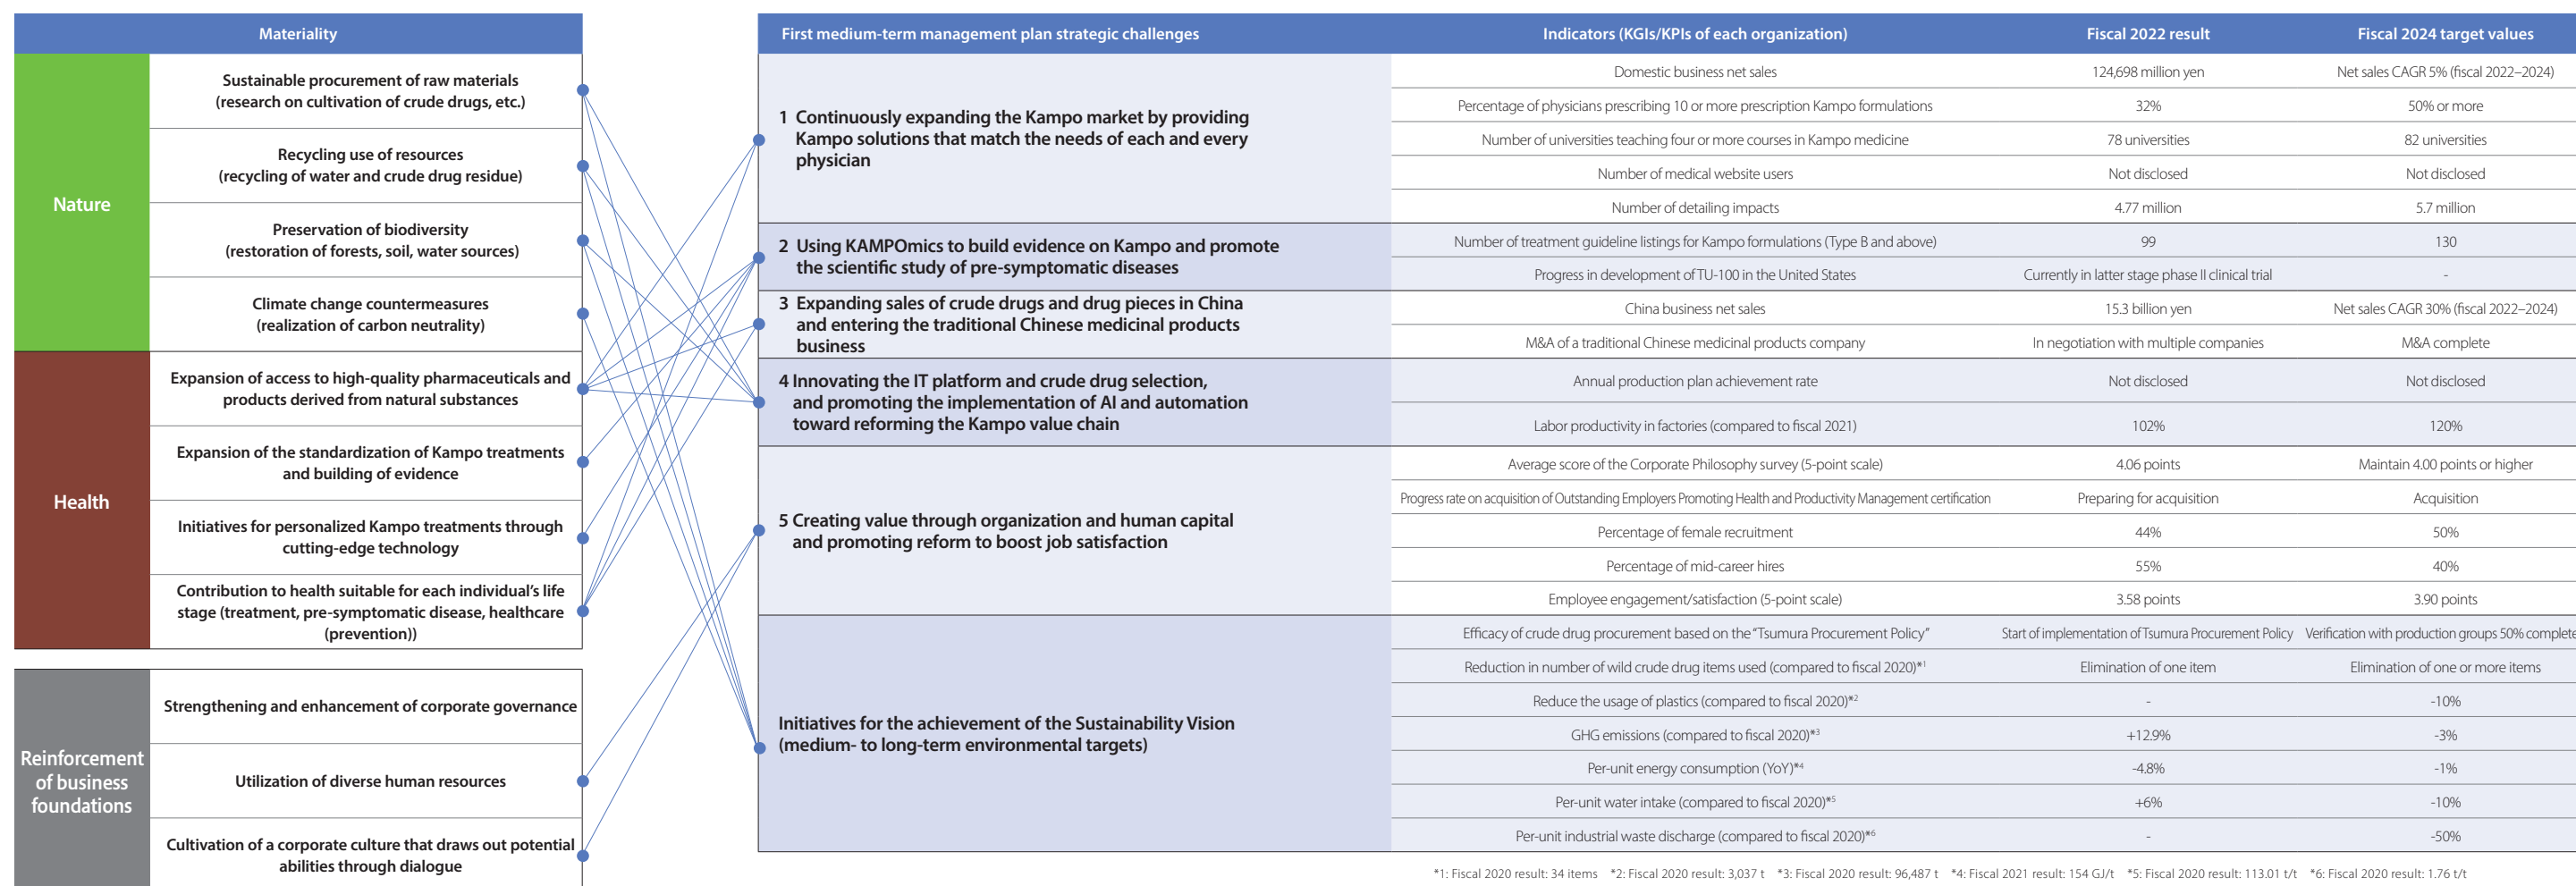 Materiality
Nature
Sustainable procurement of raw materials
(research on cultivation of crude drugs, etc.)
Recycling use of resources
(recycling of water and crude drug residue)
Preservation of biodiversity
(restoration of forests, soil, water sources)
Climate change countermeasures
(realization of carbon neutrality)
Health
Expansion of access to high-quality pharmaceuticals and
products derived from natural substances
Expansion of the standardization of Kampo treatments
and building of evidence
Initiatives for personalized Kampo treatments through
cutting-edge technology
Contribution to health suitable for each individual's life
stage (treatment, pre-symptomatic disease, healthcare
(prevention))
Reinforcement
of business
foundations
Strengthening and enhancement of corporate governance
Utilization of diverse human resources
Cultivation of a corporate culture that draws out potential
abilities through dialogue
First medium-term management plan strategic challenges
Indicators (KGIs/KPIs of each organization)
Fiscal 2022 result
Fiscal 2024 target values
1 Continuously expanding the Kampo market by providing
Kampo solutions that match the needs of each and every
physician
Domestic business net sales
124,698 million yen
Net sales CAGR 5% (fiscal 2022–2024)
Percentage of physicians prescribing 10 or more prescription Kampo formulations
32%
50% or more
Number of universities teaching four or more courses in Kampo medicine
78 universities
82 universities
Number of medical website users
Not disclosed
Not disclosed
Number of detailing impacts
4.77 million
5.7 million
2 Using KAMPOmics to build evidence on Kampo and promote
the scientific study of pre-symptomatic diseases
Number of treatment guideline listings for Kampo formulations (Type B and above)
99
130
Progress in development of TU-100 in the United States
Currently in latter stage phase II clinical trial
-
3 Expanding sales of crude drugs and drug pieces in China
and entering the traditional Chinese medicinal products
business
China business net sales
15.3 billion yen
Net sales CAGR 30% (fiscal 2022–2024)
M&A of a traditional Chinese medicinal products company
In negotiation with multiple companies
M&A complete
4 Innovating the IT platform and crude drug selection,
and promoting the implementation of AI and automation
toward reforming the Kampo value chain
Annual production plan achievement rate
Not disclosed
Not disclosed
Labor productivity in factories (compared to fiscal 2021)
102%
120%
5 Creating value through organization and human capital
and promoting reform to boost job satisfaction
Average score of the Corporate Philosophy survey (5-point scale)
4.06 points
Maintain 4.00 points or higher
Progress rate on acquisition of Outstanding Employers Promoting Health and Productivity Management certification
Preparing for acquisition
Acquisition
Percentage of female recruitment
44%
50%
Percentage of mid-career hires
55%
40%
Employee engagement/satisfaction (5-point scale)
3.58 points
3.90 points
Initiatives for the achievement of the Sustainability Vision
(medium- to long-term environmental targets)
Efficacy of crude drug procurement based on the "Tsumura Procurement Policy"
Start of implementation of Tsumura Procurement Policy
Verification with production groups 50% complete
Reduction in number of wild crude drug items used (compared to fiscal 2020)*1
Elimination of one item
Elimination of one or more items
Reduce the usage of plastics (compared to fiscal 2020)*2
-
-10%
GHG emissions (compared to fiscal 2020)*3
+12.9%
-3%
Per-unit energy consumption (YoY)*4
-4.8%
-1%
Per-unit water intake (compared to fiscal 2020)*5
+6%
-10%
Per-unit industrial waste discharge (compared to fiscal 2020)*6
-
-50%
*1: Fiscal 2020 result: 34 items *2: Fiscal 2020 result: 3,037 t *3: Fiscal 2020 result: 96,487 t *4: Fiscal 2021 result: 154 GJ/t *5: Fiscal 2020 result: 113.01 t/t *6: Fiscal 2020 result: 1.76 t/t